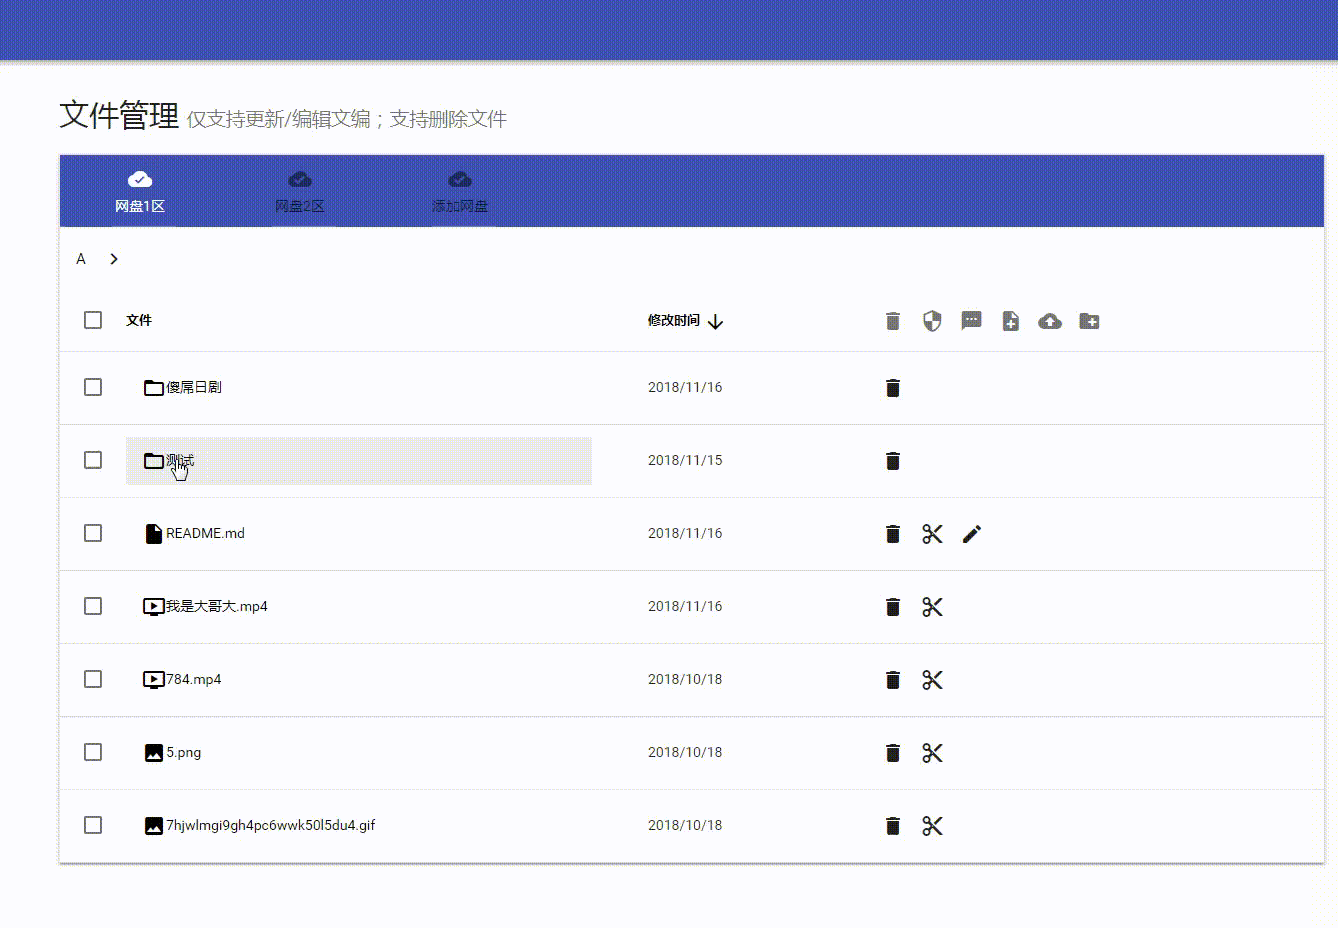 文件管理 仅支持更新/编辑文编；支持删除文件
网盘1区 网盘2区 添加网盘
A
文件 修改时间
傻屌日剧 2018/11/16
测试 2018/11/15
README.md 2018/11/16
我是大哥大.mp4 2018/11/16
784.mp4 2018/10/18
5.png 2018/10/18
7hjwlmgi9gh4pc6wwk50l5du4.gif 2018/10/18